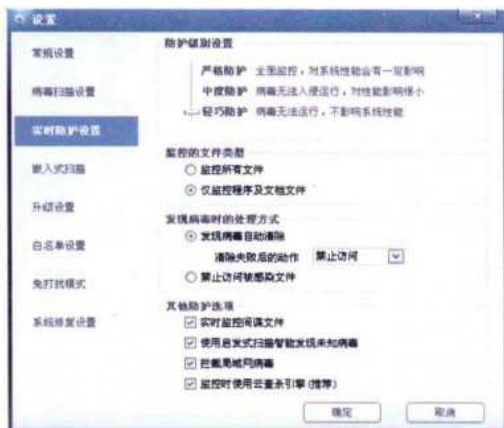 设置
常规设置
病毒扫描设置
实时防护设置
嵌入式扫描
升级设置
白名单设置
免打扰模式
系统修复设置
防护级别设置
严格防护 全面监控，对系统性能会有一定影响
中度防护 病毒无法入侵运行，对性能影响很小
轻巧防护 病毒无法运行，不影响系统性能
监控的文件类型
监控所有文件
仅监控程序及文档文件
发现病毒时的处理方式
发现病毒自动清除
清除失败后的动作 禁止访问
禁止访问被感染文件
其他防护选项
实时监控间谍文件
使用启发式扫描智能发现未知病毒
拦截局域网病毒
监控时使用云查杀引擎(推荐)
确定 取消